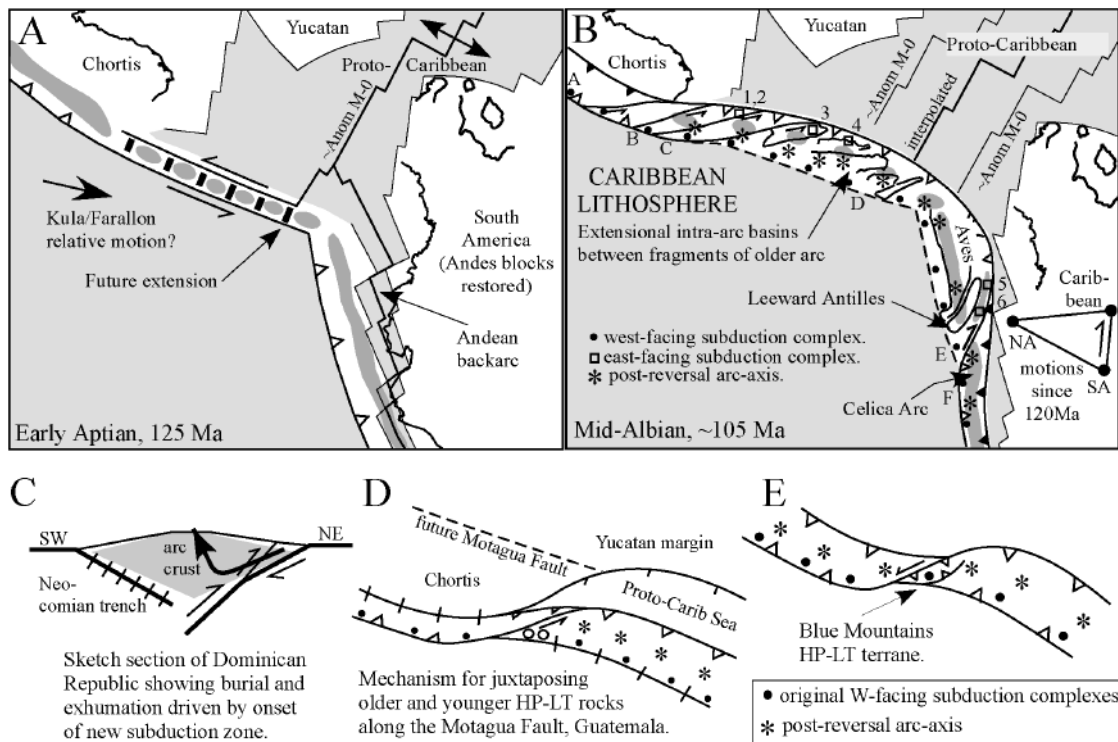 A
Yucatan
Chortis
Proto-
Caribbean
~Anom M-0
Kula/Farallon
relative motion?
Future extension
South
America
(Andes blocks
restored)
Andean
backarc
Early Aptian, 125 Ma
B
Yucatan
Proto-Caribbean
Chortis
A
~Anom M-0
interpolated
~Anom M-0
1,2
3
4
B
C
CARIBBEAN
LITHOSPHERE
D
Extensional intra-arc basins
between fragments of older arc
Aves
Leeward Antilles
5
6
Carib-
bean
west-facing subduction complex.
east-facing subduction complex.
post-reversal arc-axis.
E
NA
motions
since
120Ma
SA
F
Celica Arc
Mid-Albian, ~105 Ma
C
SW
NE
arc
crust
Neo-
comian trench
Sketch section of Dominican
Republic showing burial and
exhumation driven by onset
of new subduction zone.
D
future Motagua Fault
Yucatan margin
Chortis
Proto-Carib Sea
Mechanism for juxtaposing
older and younger HP-LT rocks
along the Motagua Fault, Guatemala.
E
Blue Mountains
HP-LT terrane.
original W-facing subduction complexes
post-reversal arc-axis